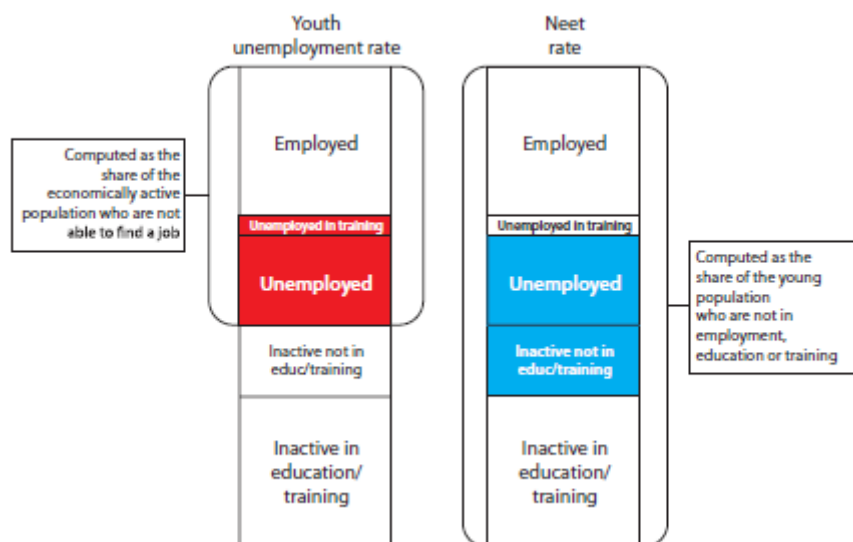 Youth
unemployment rate
Neet
rate
Employed
Employed
Computed as the
share of the
economically active
population who are not
able to find a job
Unemployed in training
Unemployed in training
Unemployed
Unemployed
Computed as the
share of the young
population
who are not in
employment,
education or training
Inactive not in
educ/training
Inactive not in
educ/training
Inactive in
education/
training
Inactive in
education/
training